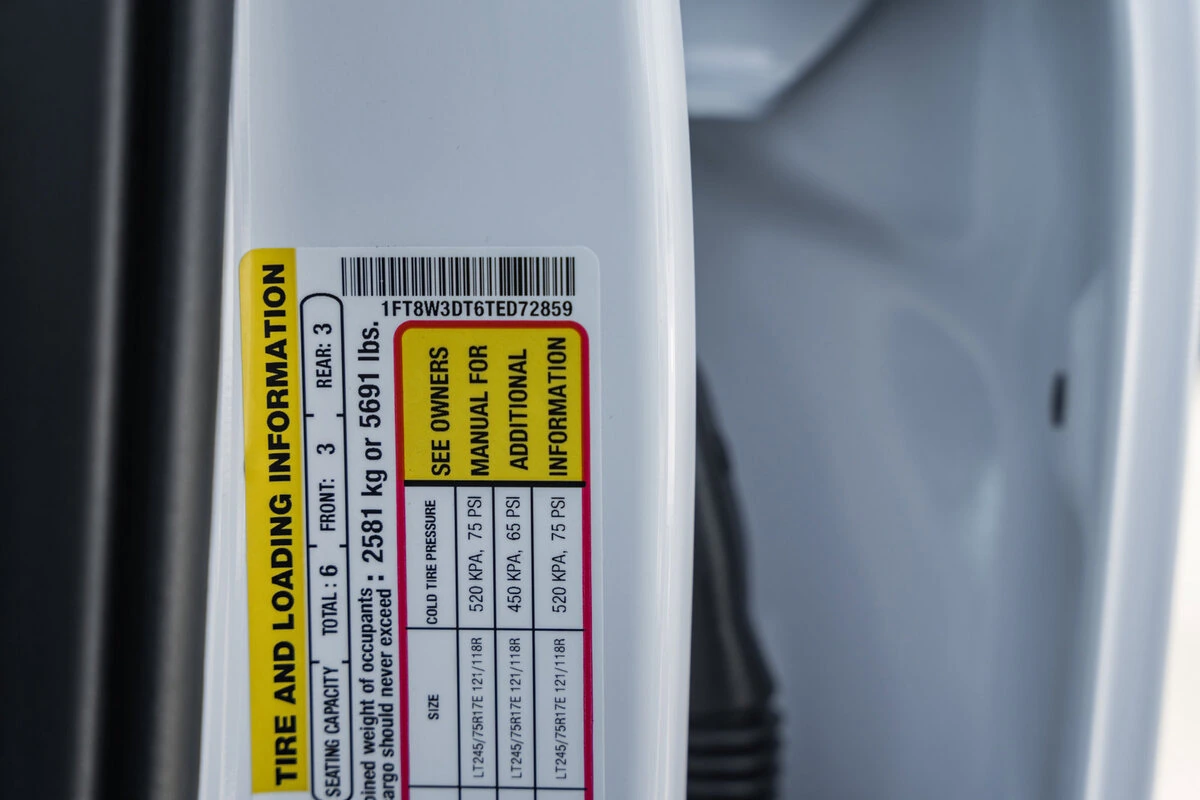 1FT8W3DT6TED72859
TIRE AND LOADING INFORMATION
SEATING CAPACITY TOTAL : 6 FRONT: 3 REAR: 3
weight of occupants : 2581 kg or 5691 lbs.
should never exceed
SIZE COLD TIRE PRESSURE SEE OWNERS MANUAL FOR ADDITIONAL INFORMATION
LT245/75R17E 121/118R 520 KPA, 75 PSI
LT245/75R17E 121/118R 450 KPA, 65 PSI
LT245/75R17E 121/118R 520 KPA, 75 PSI